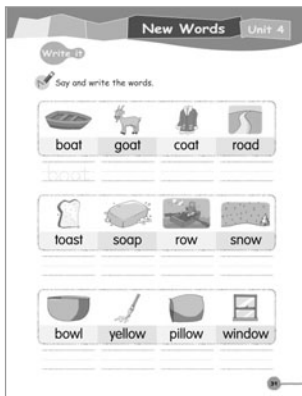 New Words Unit 4
Write it
Say and write the words.
boat goat coat road
boat
toast soap row snow
bowl yellow pillow window